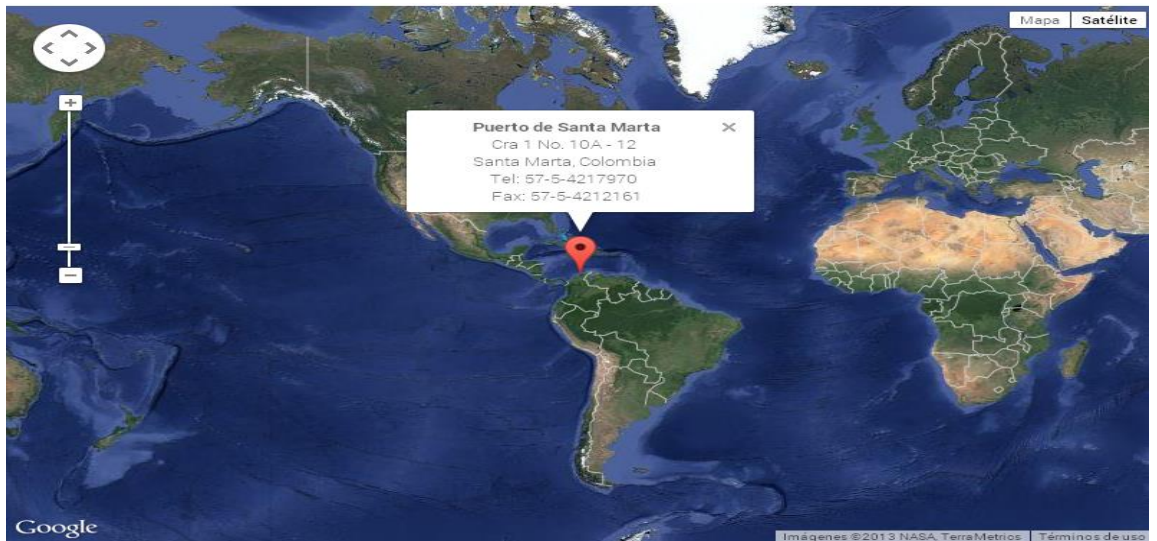 Mapa Satélite
Puerto de Santa Marta
Cra 1 No. 10A - 12
Santa Marta, Colombia
Tel: 57-5-4217970
Fax: 57-5-4212161
Google
Imágenes ©2013 NASA, TerraMetrics Términos de uso